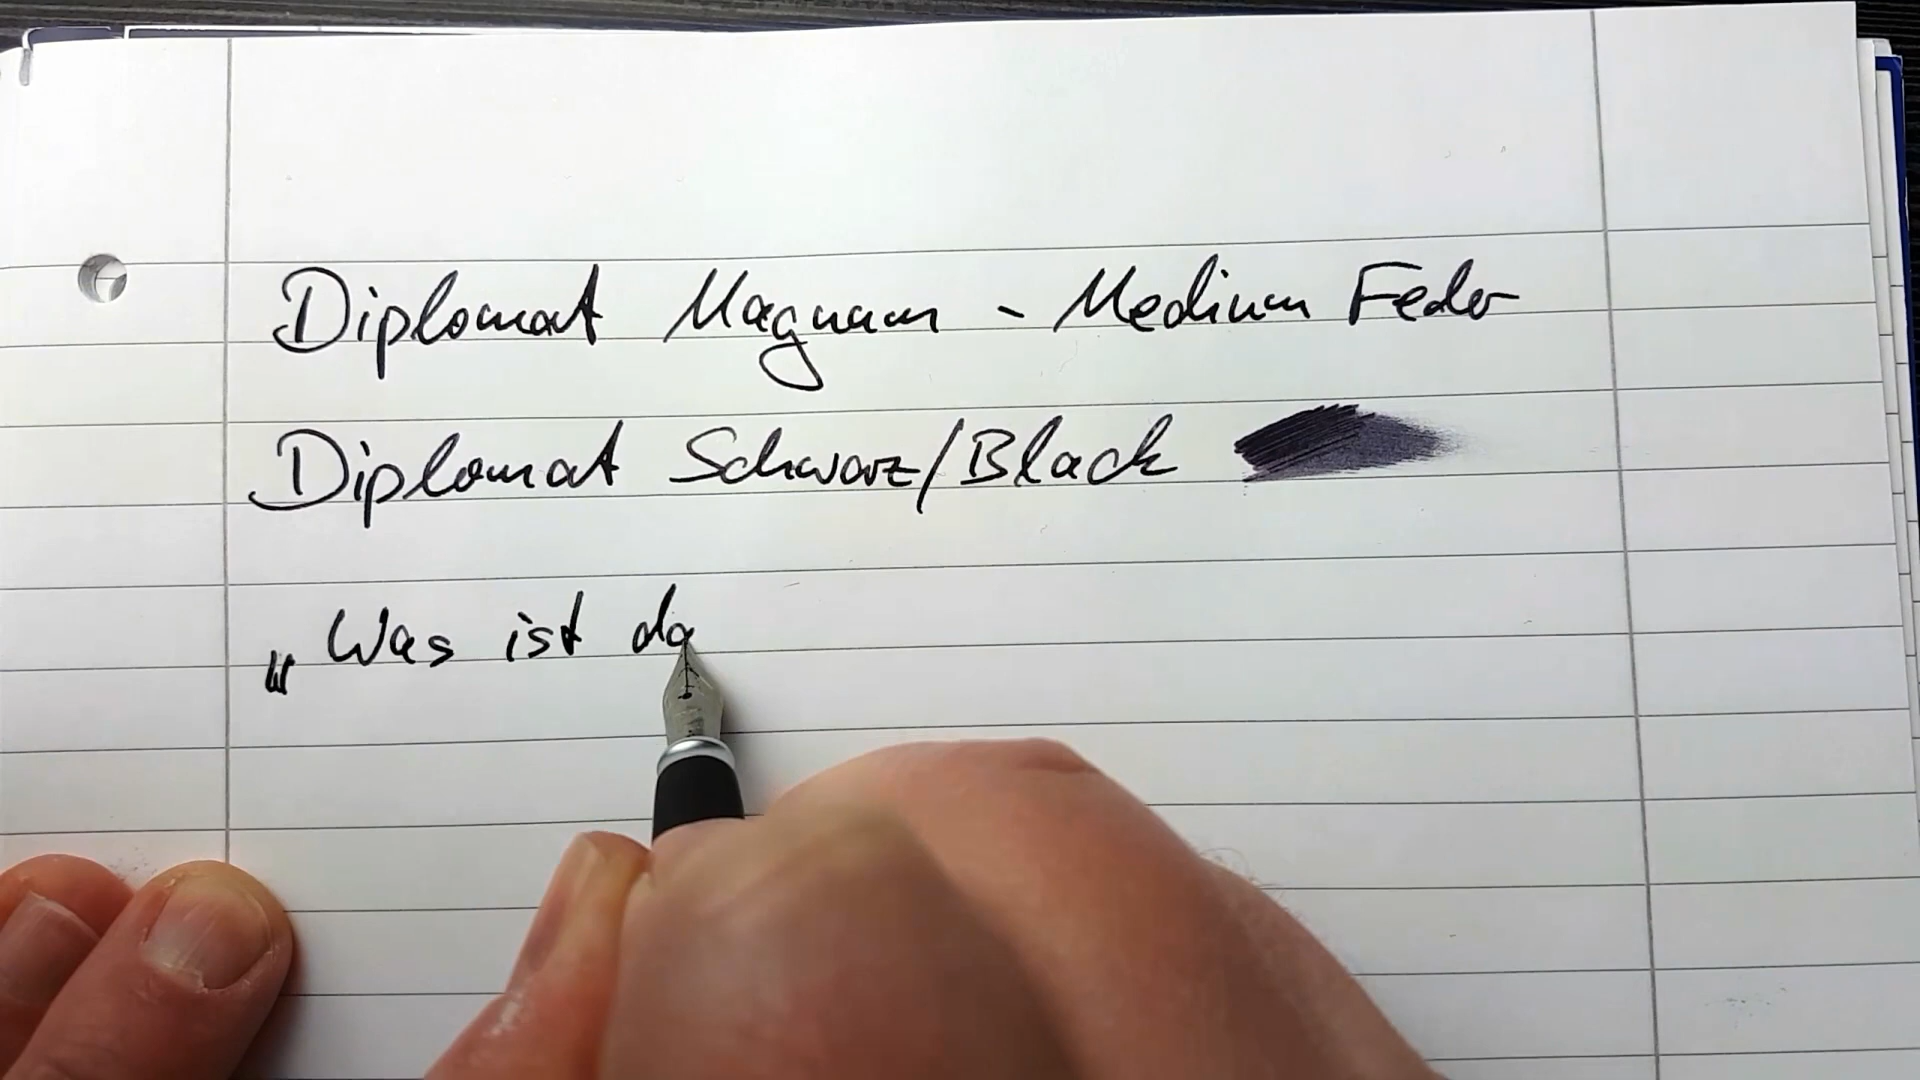 Diplomat Magnum - Medium Feder
Diplomat Schwarz/Black
„Was ist da